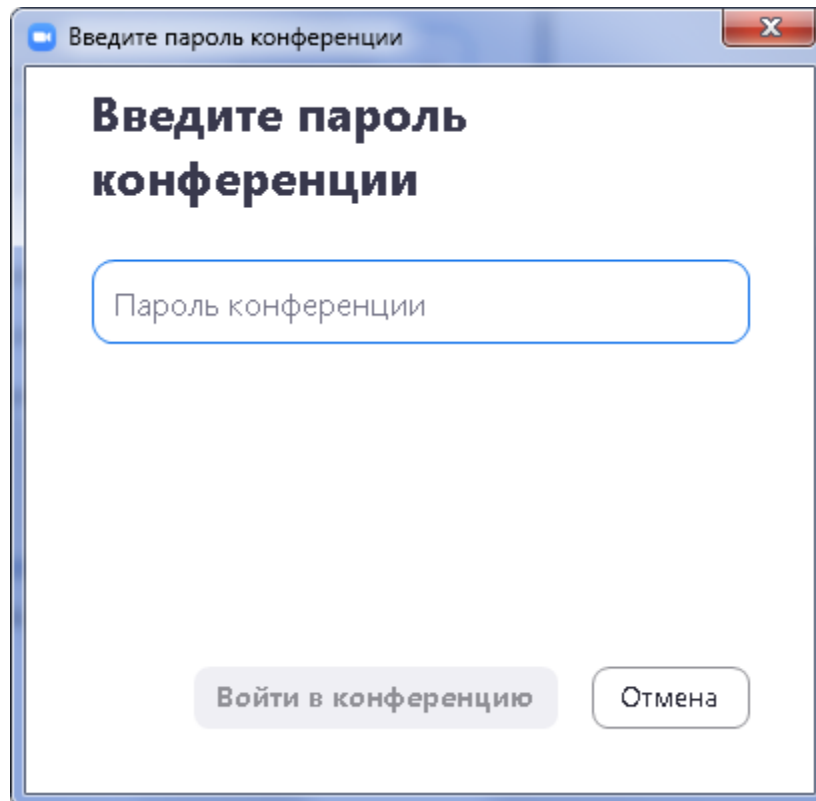 Введите пароль конференции
Введите пароль
конференции
Пароль конференции
Войти в конференцию
Отмена